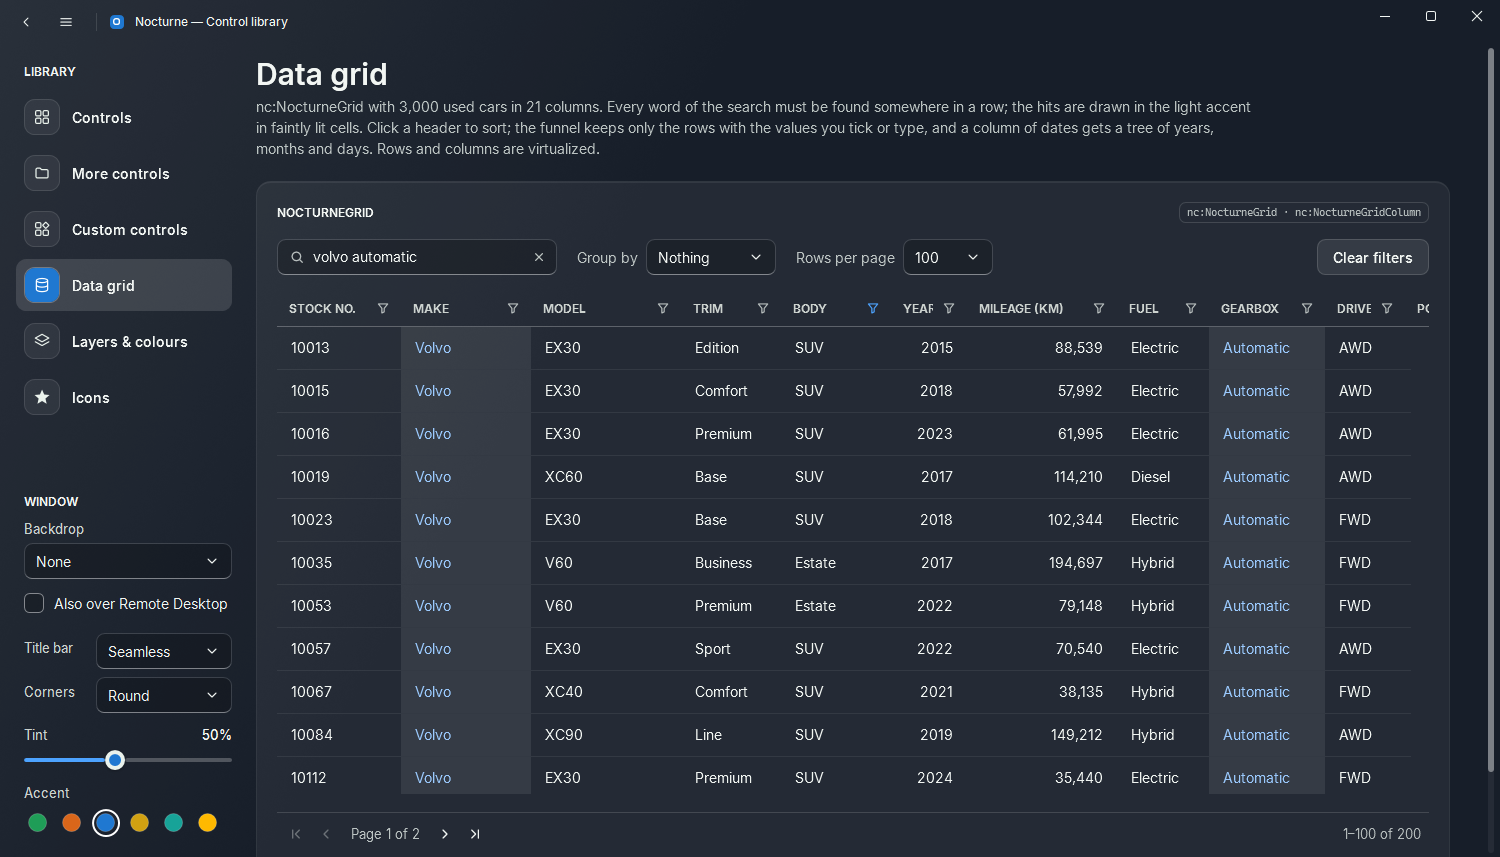 Nocturne — Control library
LIBRARY
Controls
More controls
Custom controls
Data grid
Layers & colours
Icons
WINDOW
Backdrop
None
Also over Remote Desktop
Title bar
Seamless
Corners
Round
Tint
50%
Accent
Data grid
nc:NocturneGrid with 3,000 used cars in 21 columns. Every word of the search must be found somewhere in a row; the hits are drawn in the light accent
in faintly lit cells. Click a header to sort; the funnel keeps only the rows with the values you tick or type, and a column of dates gets a tree of years,
months and days. Rows and columns are virtualized.
NOCTURNEGRID
nc:NocturneGrid · nc:NocturneGridColumn
volvo automatic
Group by
Nothing
Rows per page
100
Clear filters
STOCK NO. MAKE MODEL TRIM BODY YEAR MILEAGE (KM) FUEL GEARBOX DRIVE
10013 Volvo EX30 Edition SUV 2015 88,539 Electric Automatic AWD
10015 Volvo EX30 Comfort SUV 2018 57,992 Electric Automatic AWD
10016 Volvo EX30 Premium SUV 2023 61,995 Electric Automatic AWD
10019 Volvo XC60 Base SUV 2017 114,210 Diesel Automatic AWD
10023 Volvo EX30 Base SUV 2018 102,344 Electric Automatic FWD
10035 Volvo V60 Business Estate 2017 194,697 Hybrid Automatic FWD
10053 Volvo V60 Premium Estate 2022 79,148 Hybrid Automatic FWD
10057 Volvo EX30 Sport SUV 2022 70,540 Electric Automatic AWD
10067 Volvo XC40 Comfort SUV 2021 38,135 Hybrid Automatic FWD
10084 Volvo XC90 Line SUV 2019 149,212 Hybrid Automatic AWD
10112 Volvo EX30 Premium SUV 2024 35,440 Electric Automatic FWD
Page 1 of 2
1–100 of 200